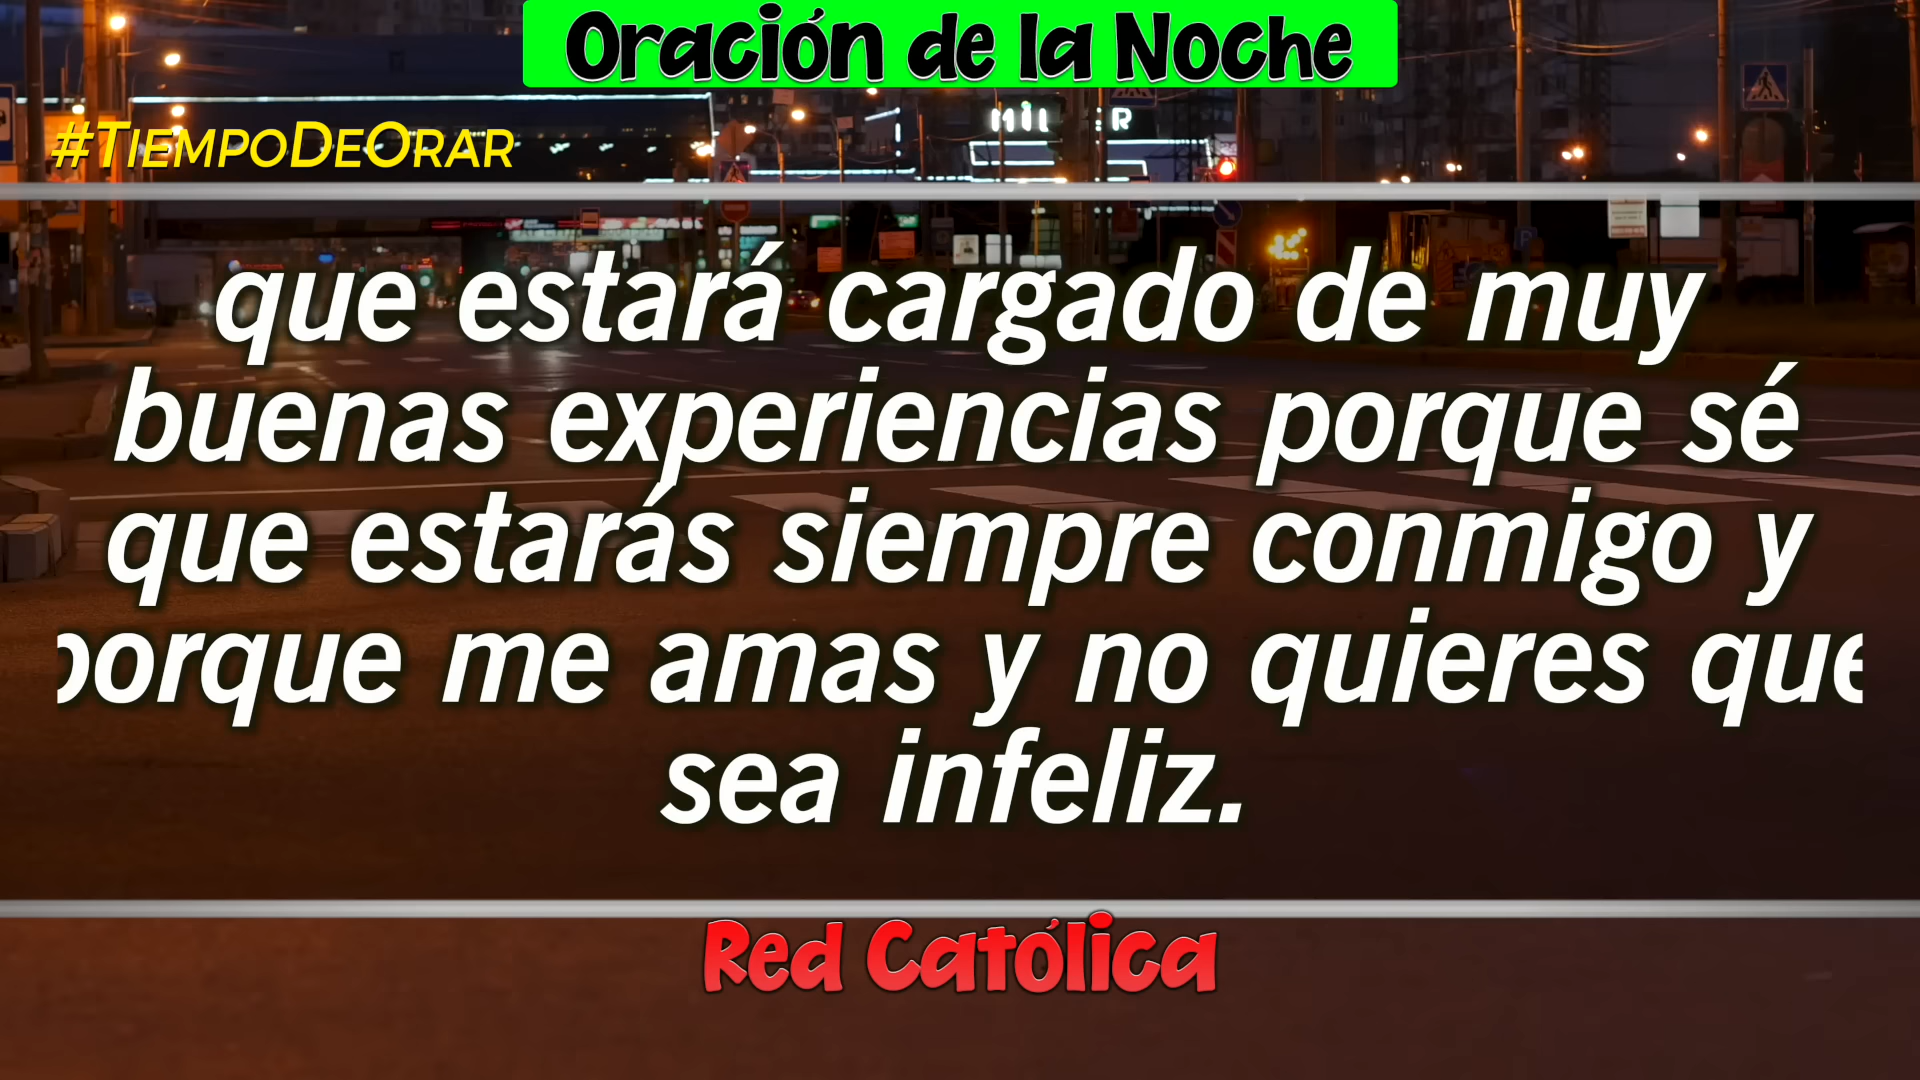 Oración de la Noche
#TiempoDeOrar
que estará cargado de muy
buenas experiencias porque sé
que estarás siempre conmigo y
porque me amas y no quieres que
sea infeliz.
Red Católica